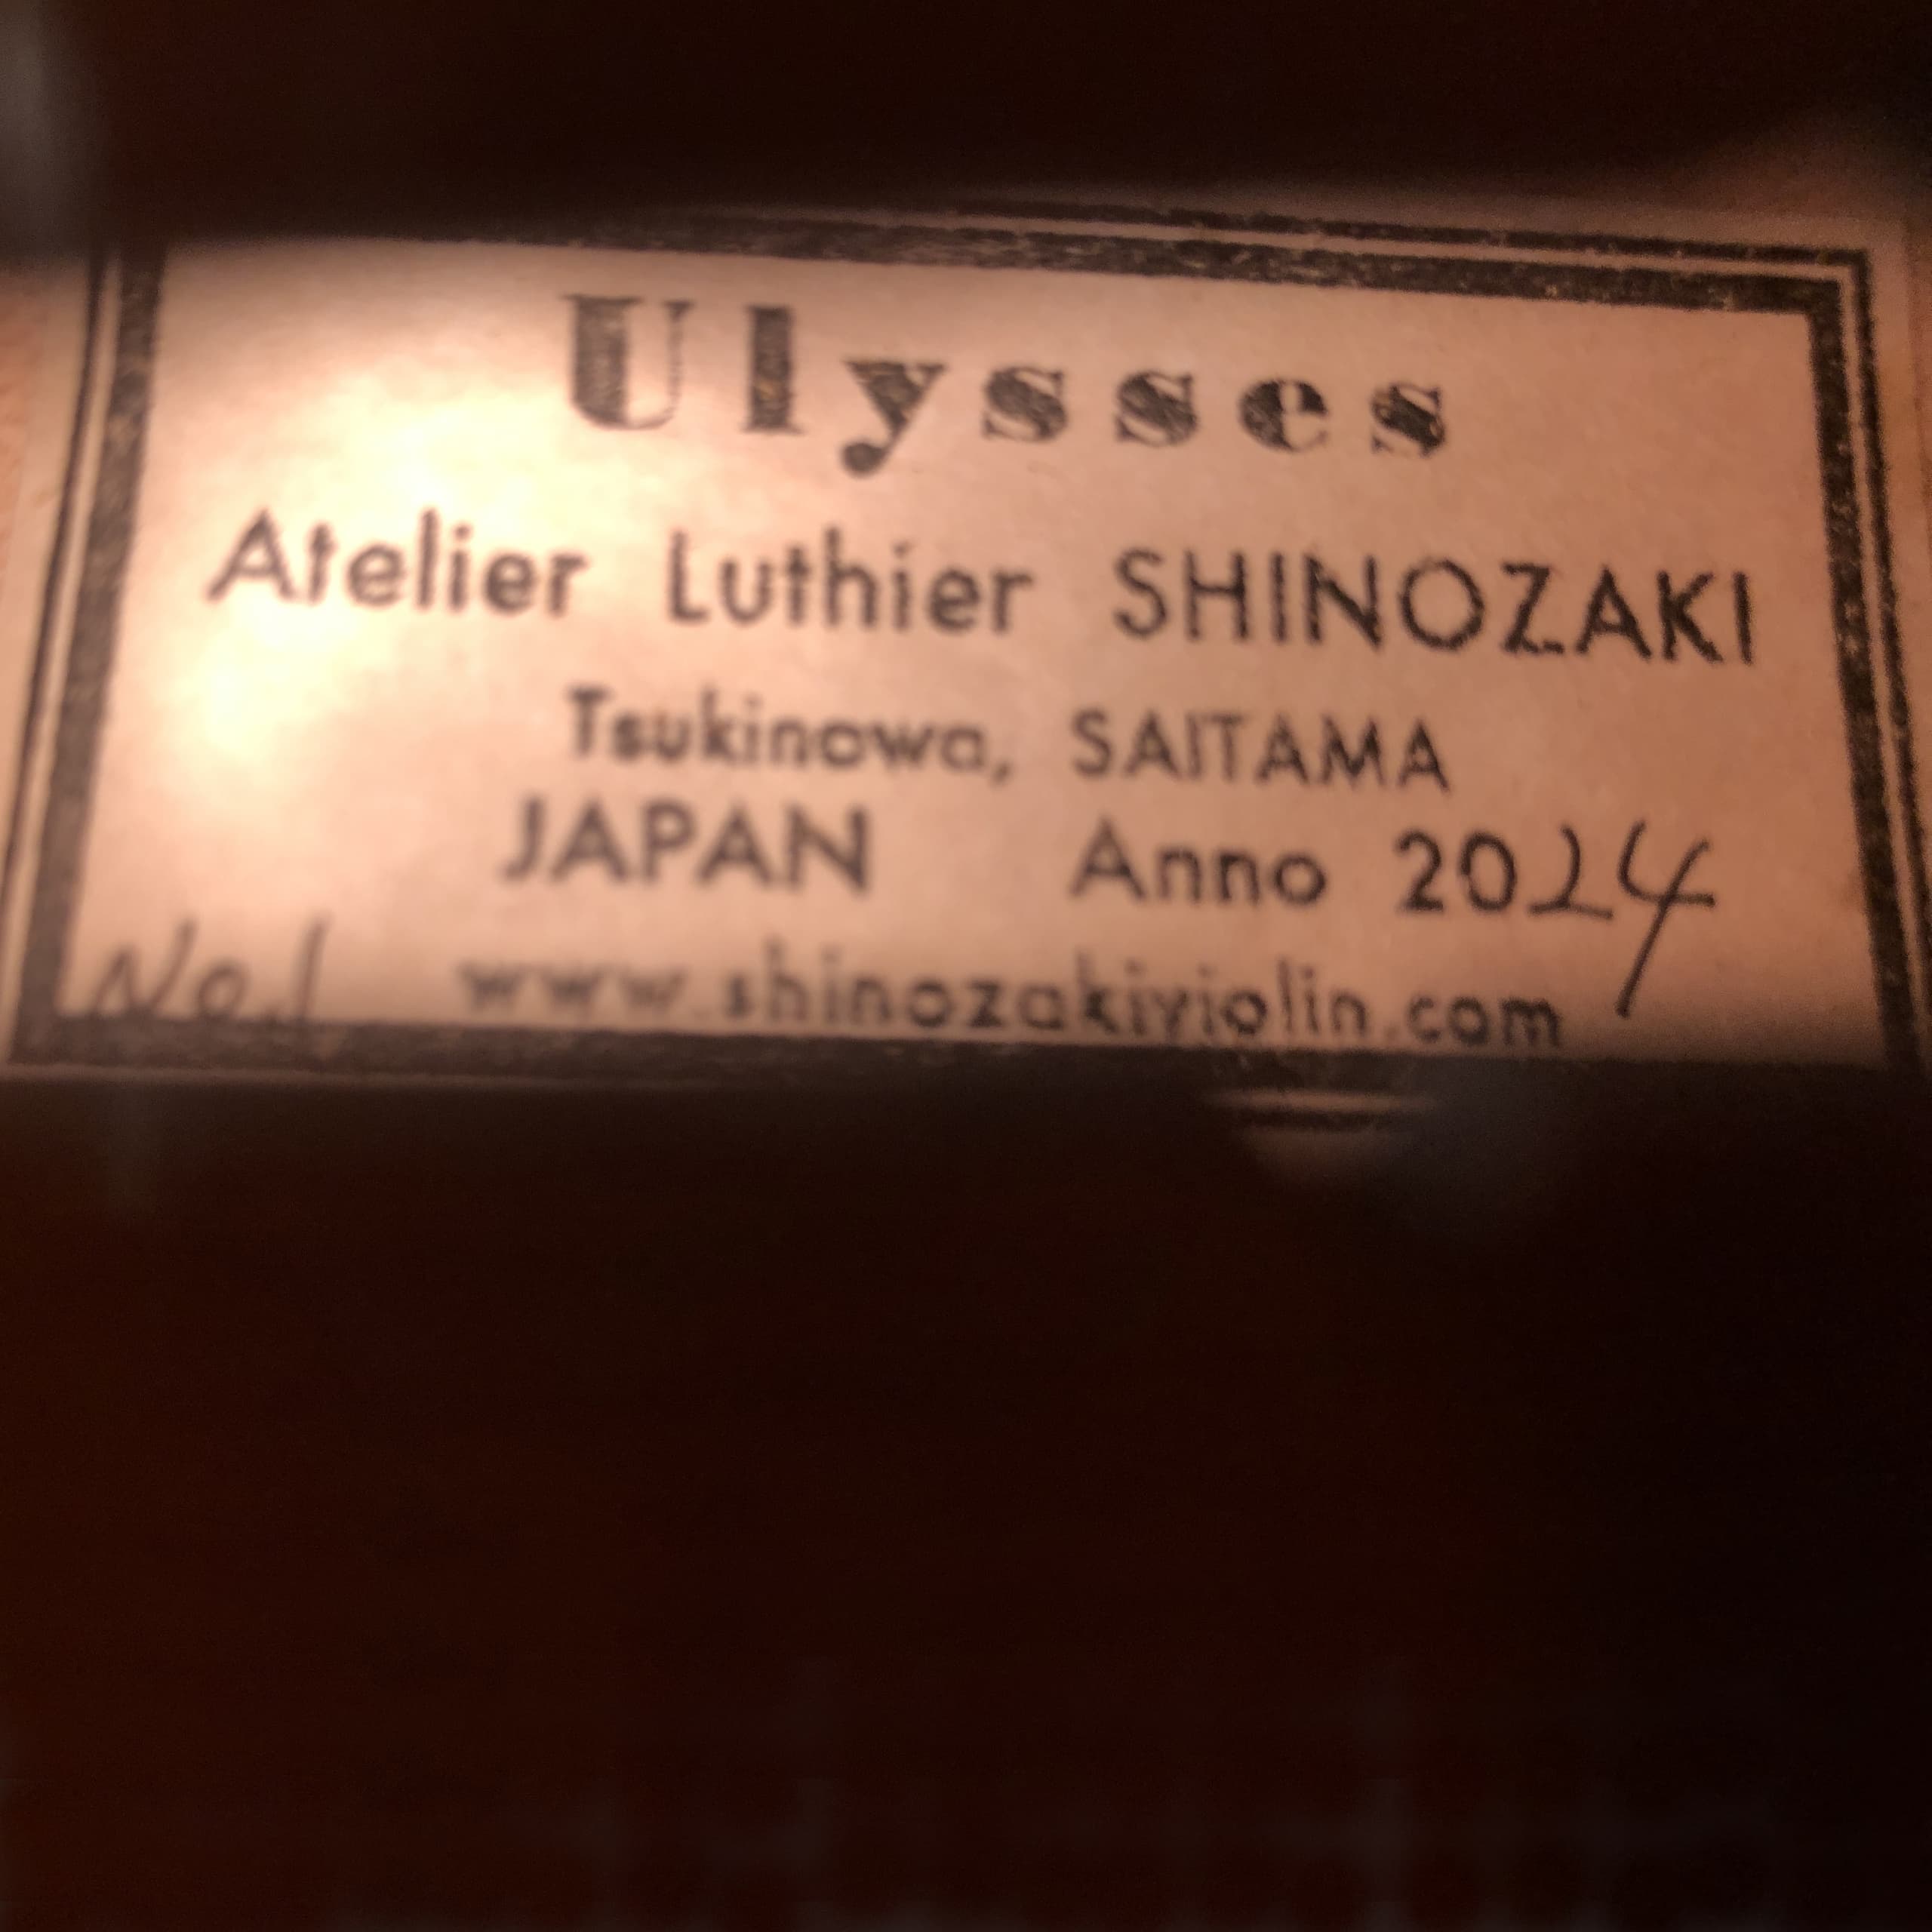 Ulysses
Atelier Luthier SHINOZAKI
Tsukinowa, SAITAMA
JAPAN Anno 2024
No.1 www.shinozakiviolin.com